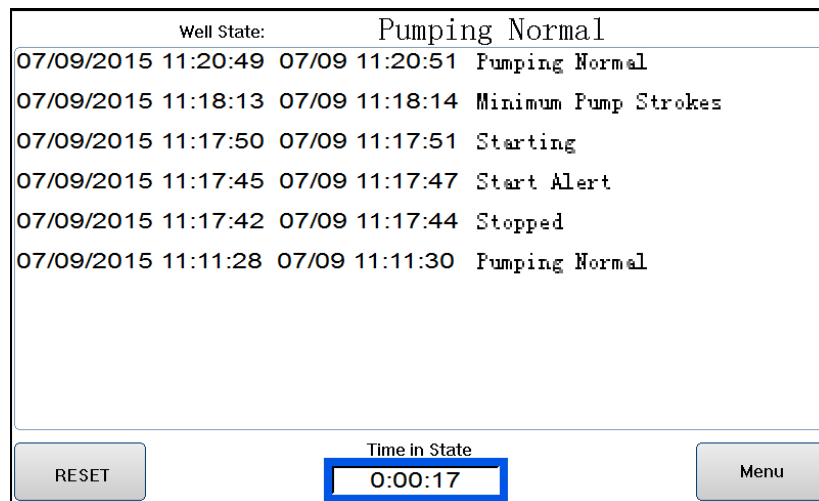 Well State: Pumping Normal
07/09/2015 11:20:49 07/09 11:20:51 Pumping Normal
07/09/2015 11:18:13 07/09 11:18:14 Minimum Pump Strokes
07/09/2015 11:17:50 07/09 11:17:51 Starting
07/09/2015 11:17:45 07/09 11:17:47 Start Alert
07/09/2015 11:17:42 07/09 11:17:44 Stopped
07/09/2015 11:11:28 07/09 11:11:30 Pumping Normal
Time in State
RESET 0:00:17 Menu